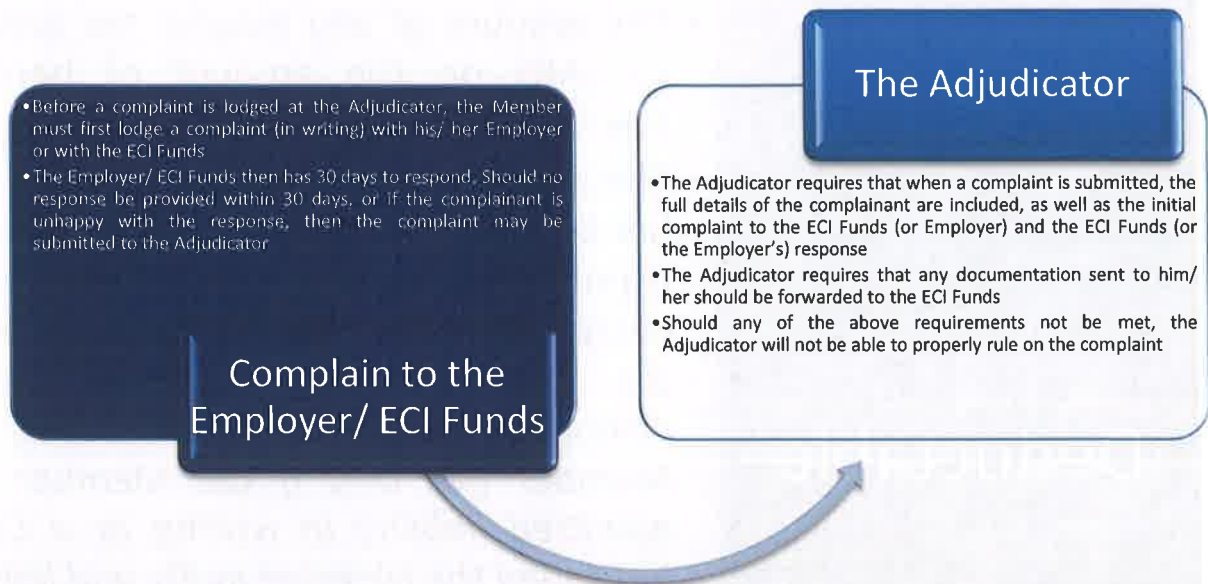 •Before a complaint is lodged at the Adjudicator, the Member
must first lodge a complaint (in writing) with his/ her Employer
or with the ECI Funds
•The Employer/ ECI Funds then has 30 days to respond. Should no
response be provided within 30 days, or if the complainant is
unhappy with the response, then the complaint may be
submitted to the Adjudicator
Complain to the
Employer/ ECI Funds
The Adjudicator
•The Adjudicator requires that when a complaint is submitted, the
full details of the complainant are included, as well as the initial
complaint to the ECI Funds (or Employer) and the ECI Funds (or
the Employer's) response
•The Adjudicator requires that any documentation sent to him/
her should be forwarded to the ECI Funds
•Should any of the above requirements not be met, the
Adjudicator will not be able to properly rule on the complaint